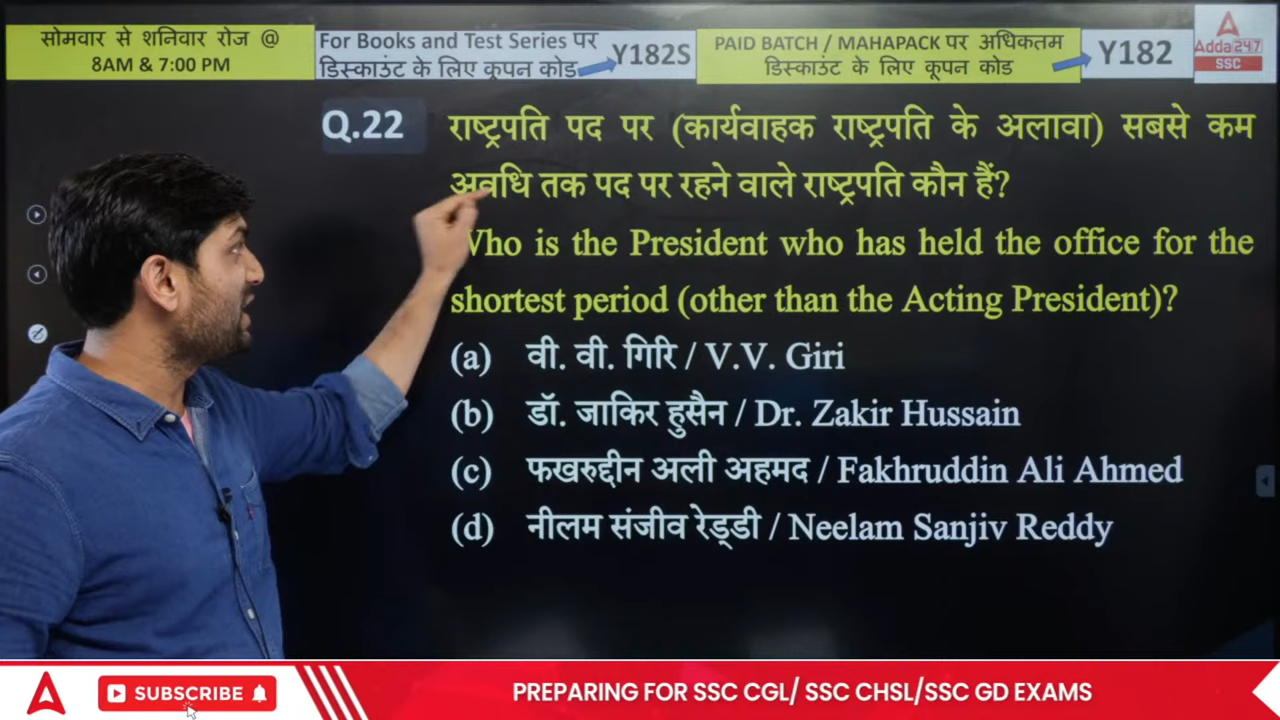 सोमवार से शनिवार रोज @
8AM & 7:00 PM
For Books and Test Series पर
डिस्काउंट के लिए कूपन कोड
Y182S
PAID BATCH / MAHAPACK पर अधिकतम
डिस्काउंट के लिए कूपन कोड
Y182
Adda247
SSC
Q.22
राष्ट्रपति पद पर (कार्यवाहक राष्ट्रपति के अलावा) सबसे कम
अवधि तक पद पर रहने वाले राष्ट्रपति कौन हैं?
Who is the President who has held the office for the
shortest period (other than the Acting President)?
(a) वी. वी. गिरि / V.V. Giri
(b) डॉ. जाकिर हुसैन / Dr. Zakir Hussain
(c) फखरुद्दीन अली अहमद / Fakhruddin Ali Ahmed
(d) नीलम संजीव रेड्डी / Neelam Sanjiv Reddy
SUBSCRIBE
PREPARING FOR SSC CGL/ SSC CHSL/SSC GD EXAMS